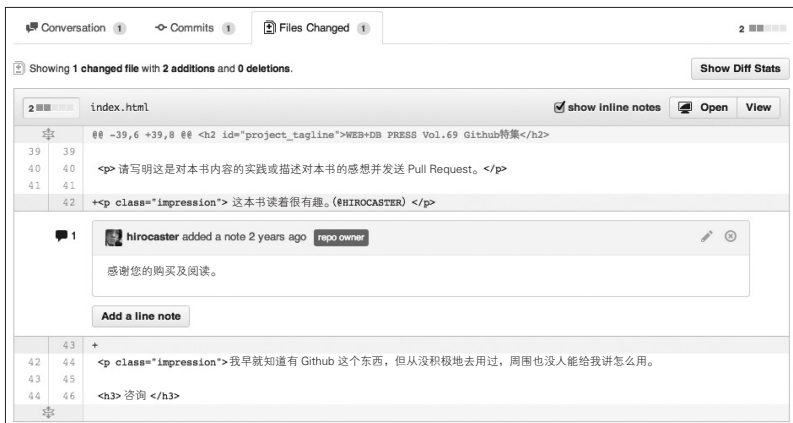 Conversation 1 Commits 1 Files Changed 1 2
Showing 1 changed file with 2 additions and 0 deletions. Show Diff Stats
2 index.html show inline notes Open View
@@ -39,6 +39,8 @@ <h2 id="project_tagline">WEB+DB PRESS Vol.69 Github特集</h2>
39 39
40 40 <p> 请写明这是对本书内容的实践或描述对本书的感想并发送 Pull Request。</p>
41 41
42 +<p class="impression"> 这本书读着很有趣。(@HIROCASTER) </p>
1 hirocaster added a note 2 years ago repo owner
感谢您的购买及阅读。
Add a line note
43 +
42 44 <p class="impression">我早就知道有 Github 这个东西，但从没积极地去用过，周围也没人能给我讲怎么用。
43 45
44 46 <h3> 咨询 </h3>